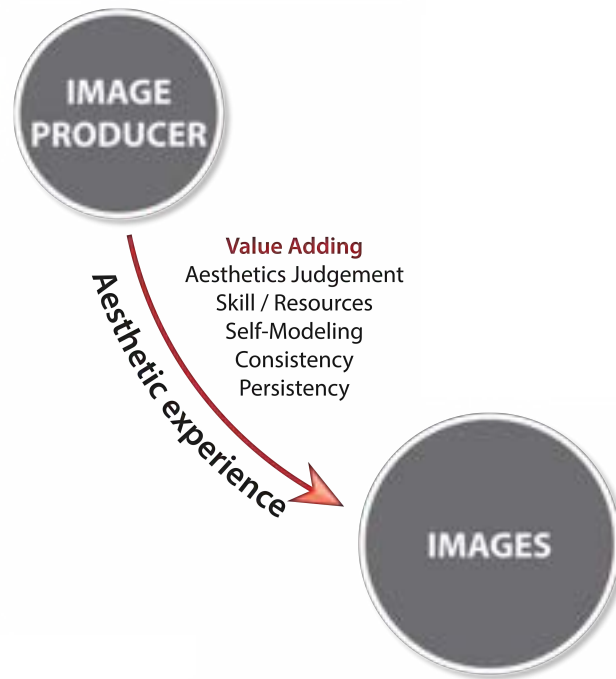 IMAGE
PRODUCER
Value Adding
Aesthetics Judgement
Skill / Resources
Self-Modeling
Consistency
Persistency
Aesthetic experience
IMAGES